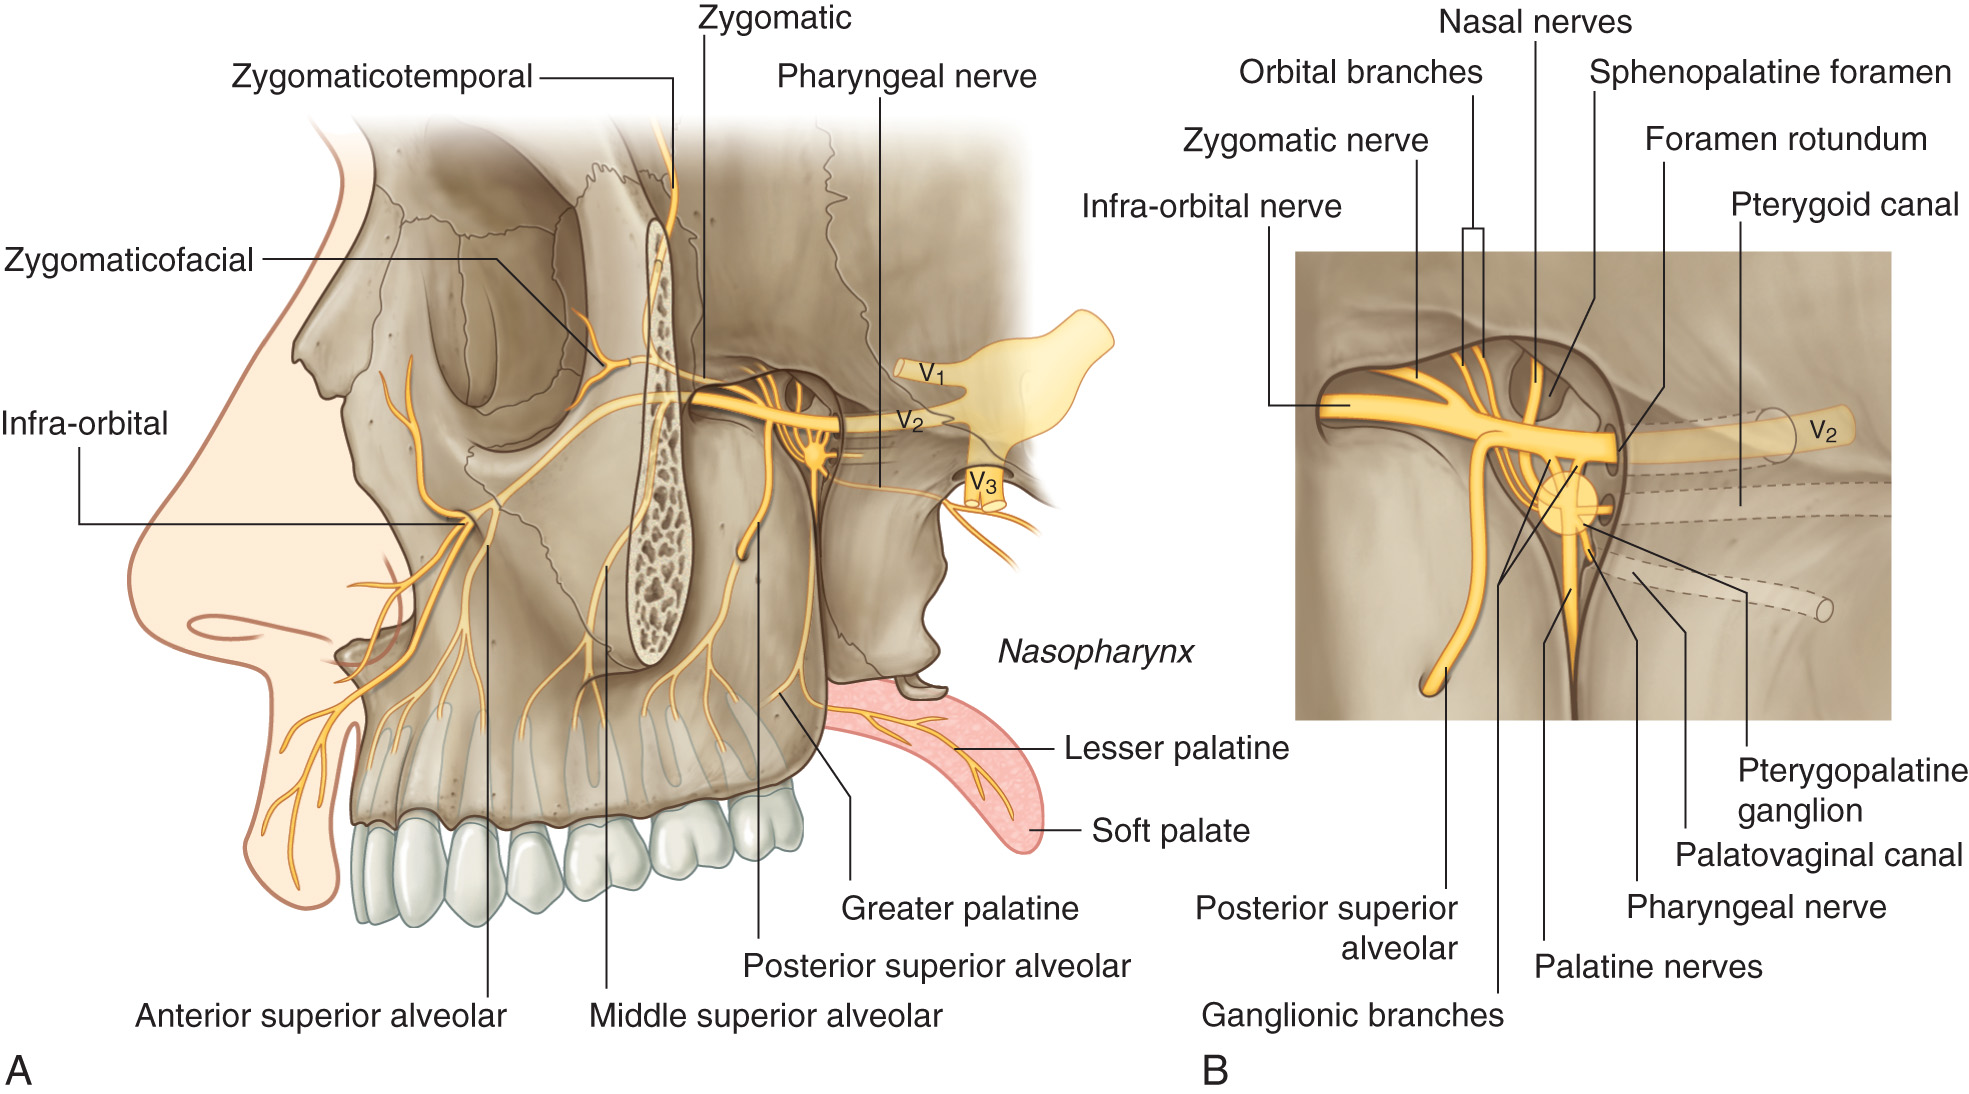 Zygomatic
Zygomaticotemporal
Pharyngeal nerve
Zygomaticofacial
Infra-orbital
V1
V2
V3
Nasopharynx
Lesser palatine
Soft palate
Greater palatine
Posterior superior alveolar
Anterior superior alveolar
Middle superior alveolar
A
Nasal nerves
Orbital branches
Sphenopalatine foramen
Zygomatic nerve
Foramen rotundum
Infra-orbital nerve
Pterygoid canal
V2
Pterygopalatine
ganglion
Palatovaginal canal
Posterior superior
alveolar
Pharyngeal nerve
Palatine nerves
Ganglionic branches
B